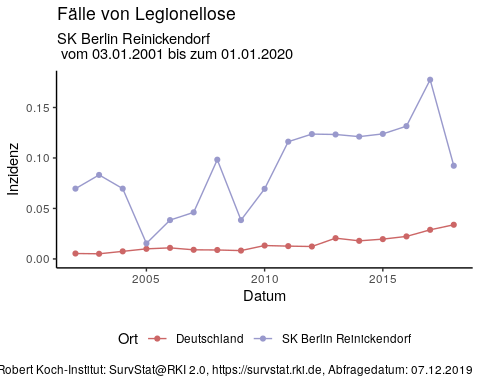 Fälle von Legionellose
SK Berlin Reinickendorf
vom 03.01.2001 bis zum 01.01.2020
Inzidenz
0.15
0.10
0.05
0.00
2005 2010 2015
Datum
Ort Deutschland SK Berlin Reinickendorf
Robert Koch-Institut: SurvStat@RKI 2.0, https://survstat.rki.de, Abfragedatum: 07.12.2019